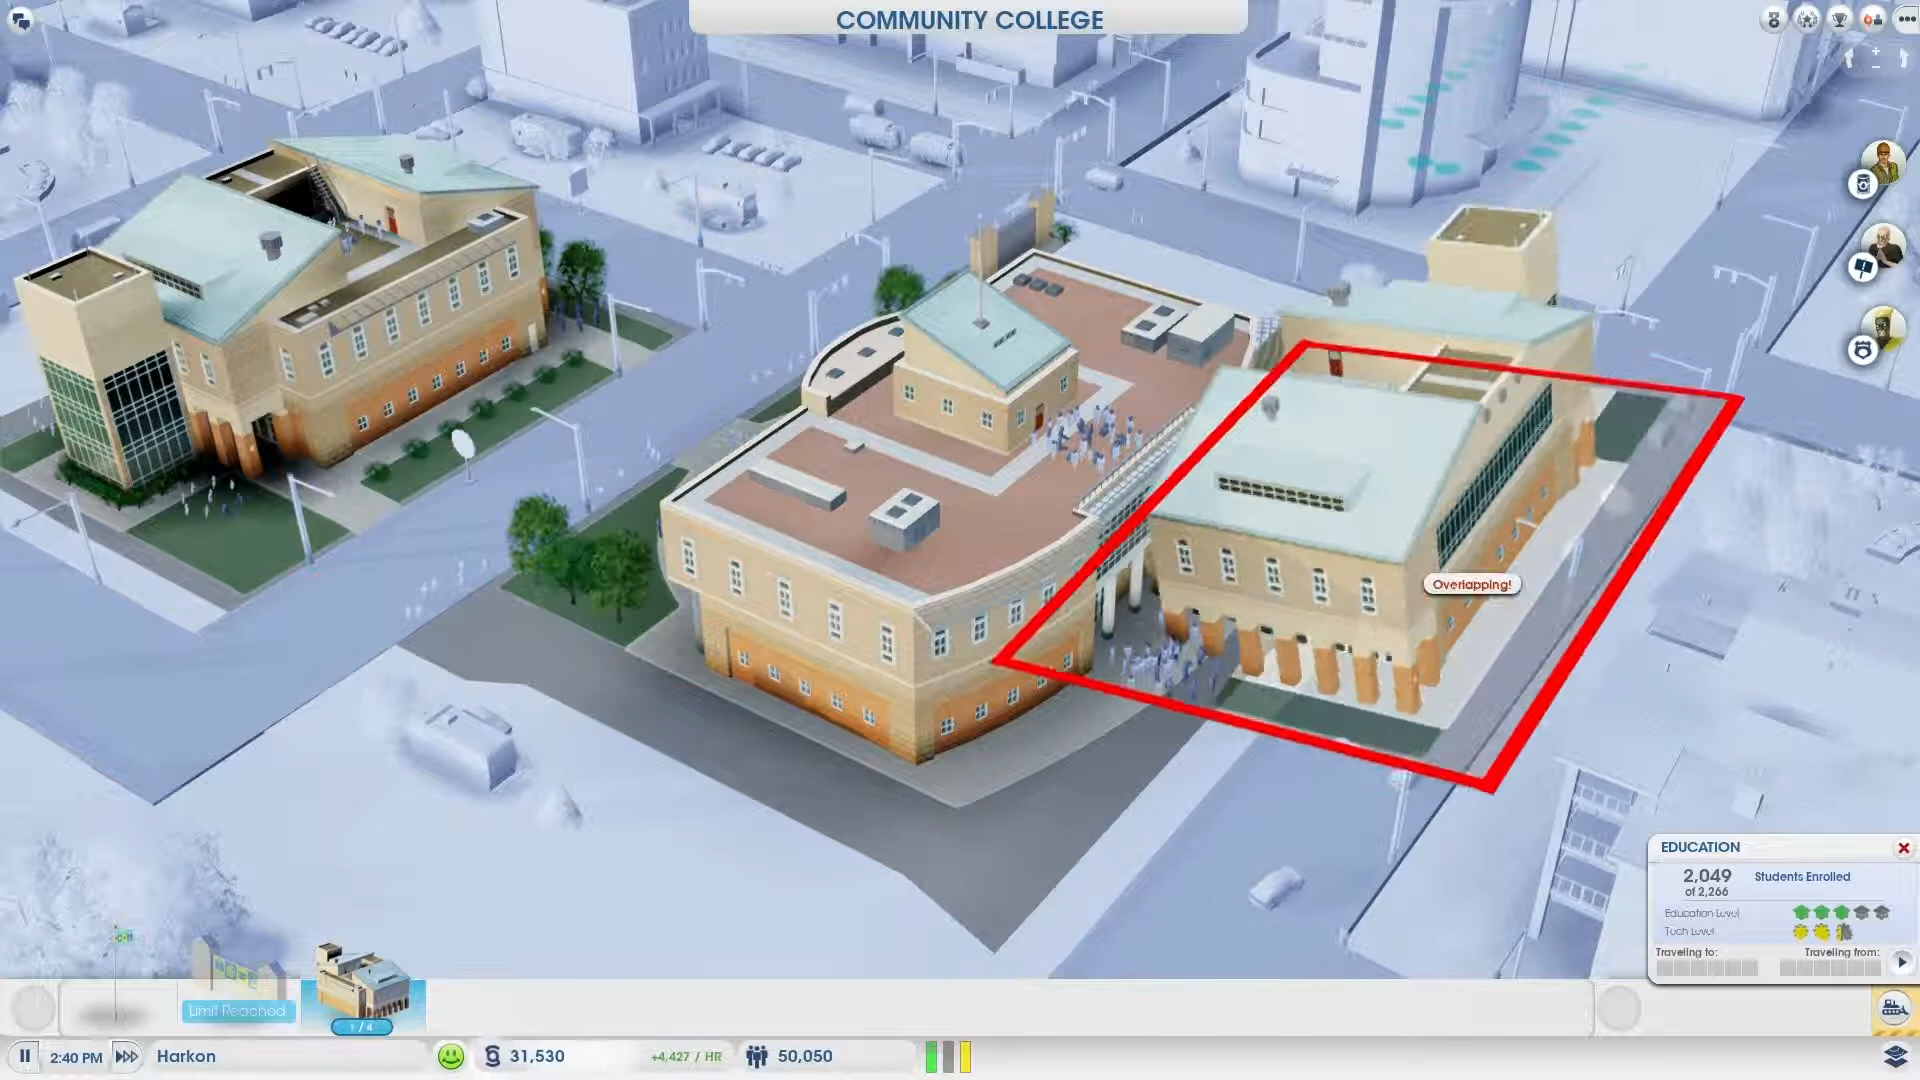 COMMUNITY COLLEGE
Overlapping!
EDUCATION
2,049
of 2,266
Students Enrolled
Education Level
Tech Level
Traveling to:
Traveling from:
Limit Reached
1 / 4
2:40 PM
Harkon
31,530
+4,427 / HR
50,050